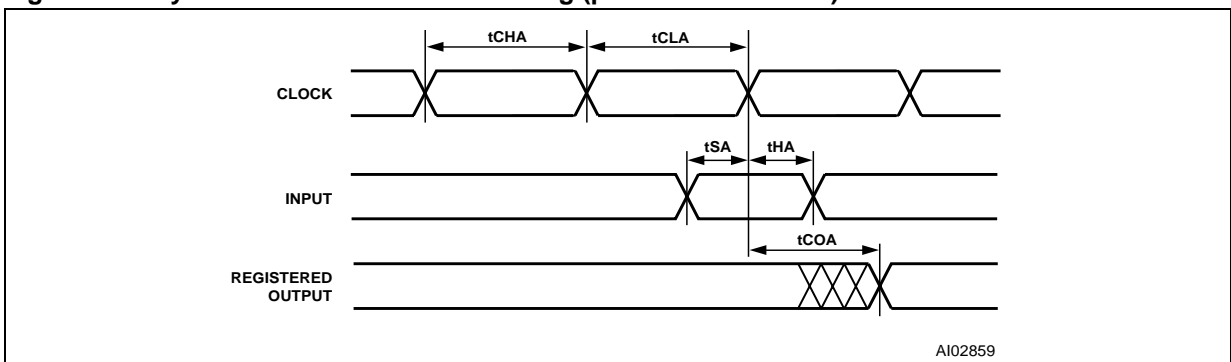 tCHA tCLA
CLOCK
tSA tHA
INPUT
tCOA
REGISTERED
OUTPUT
AI02859